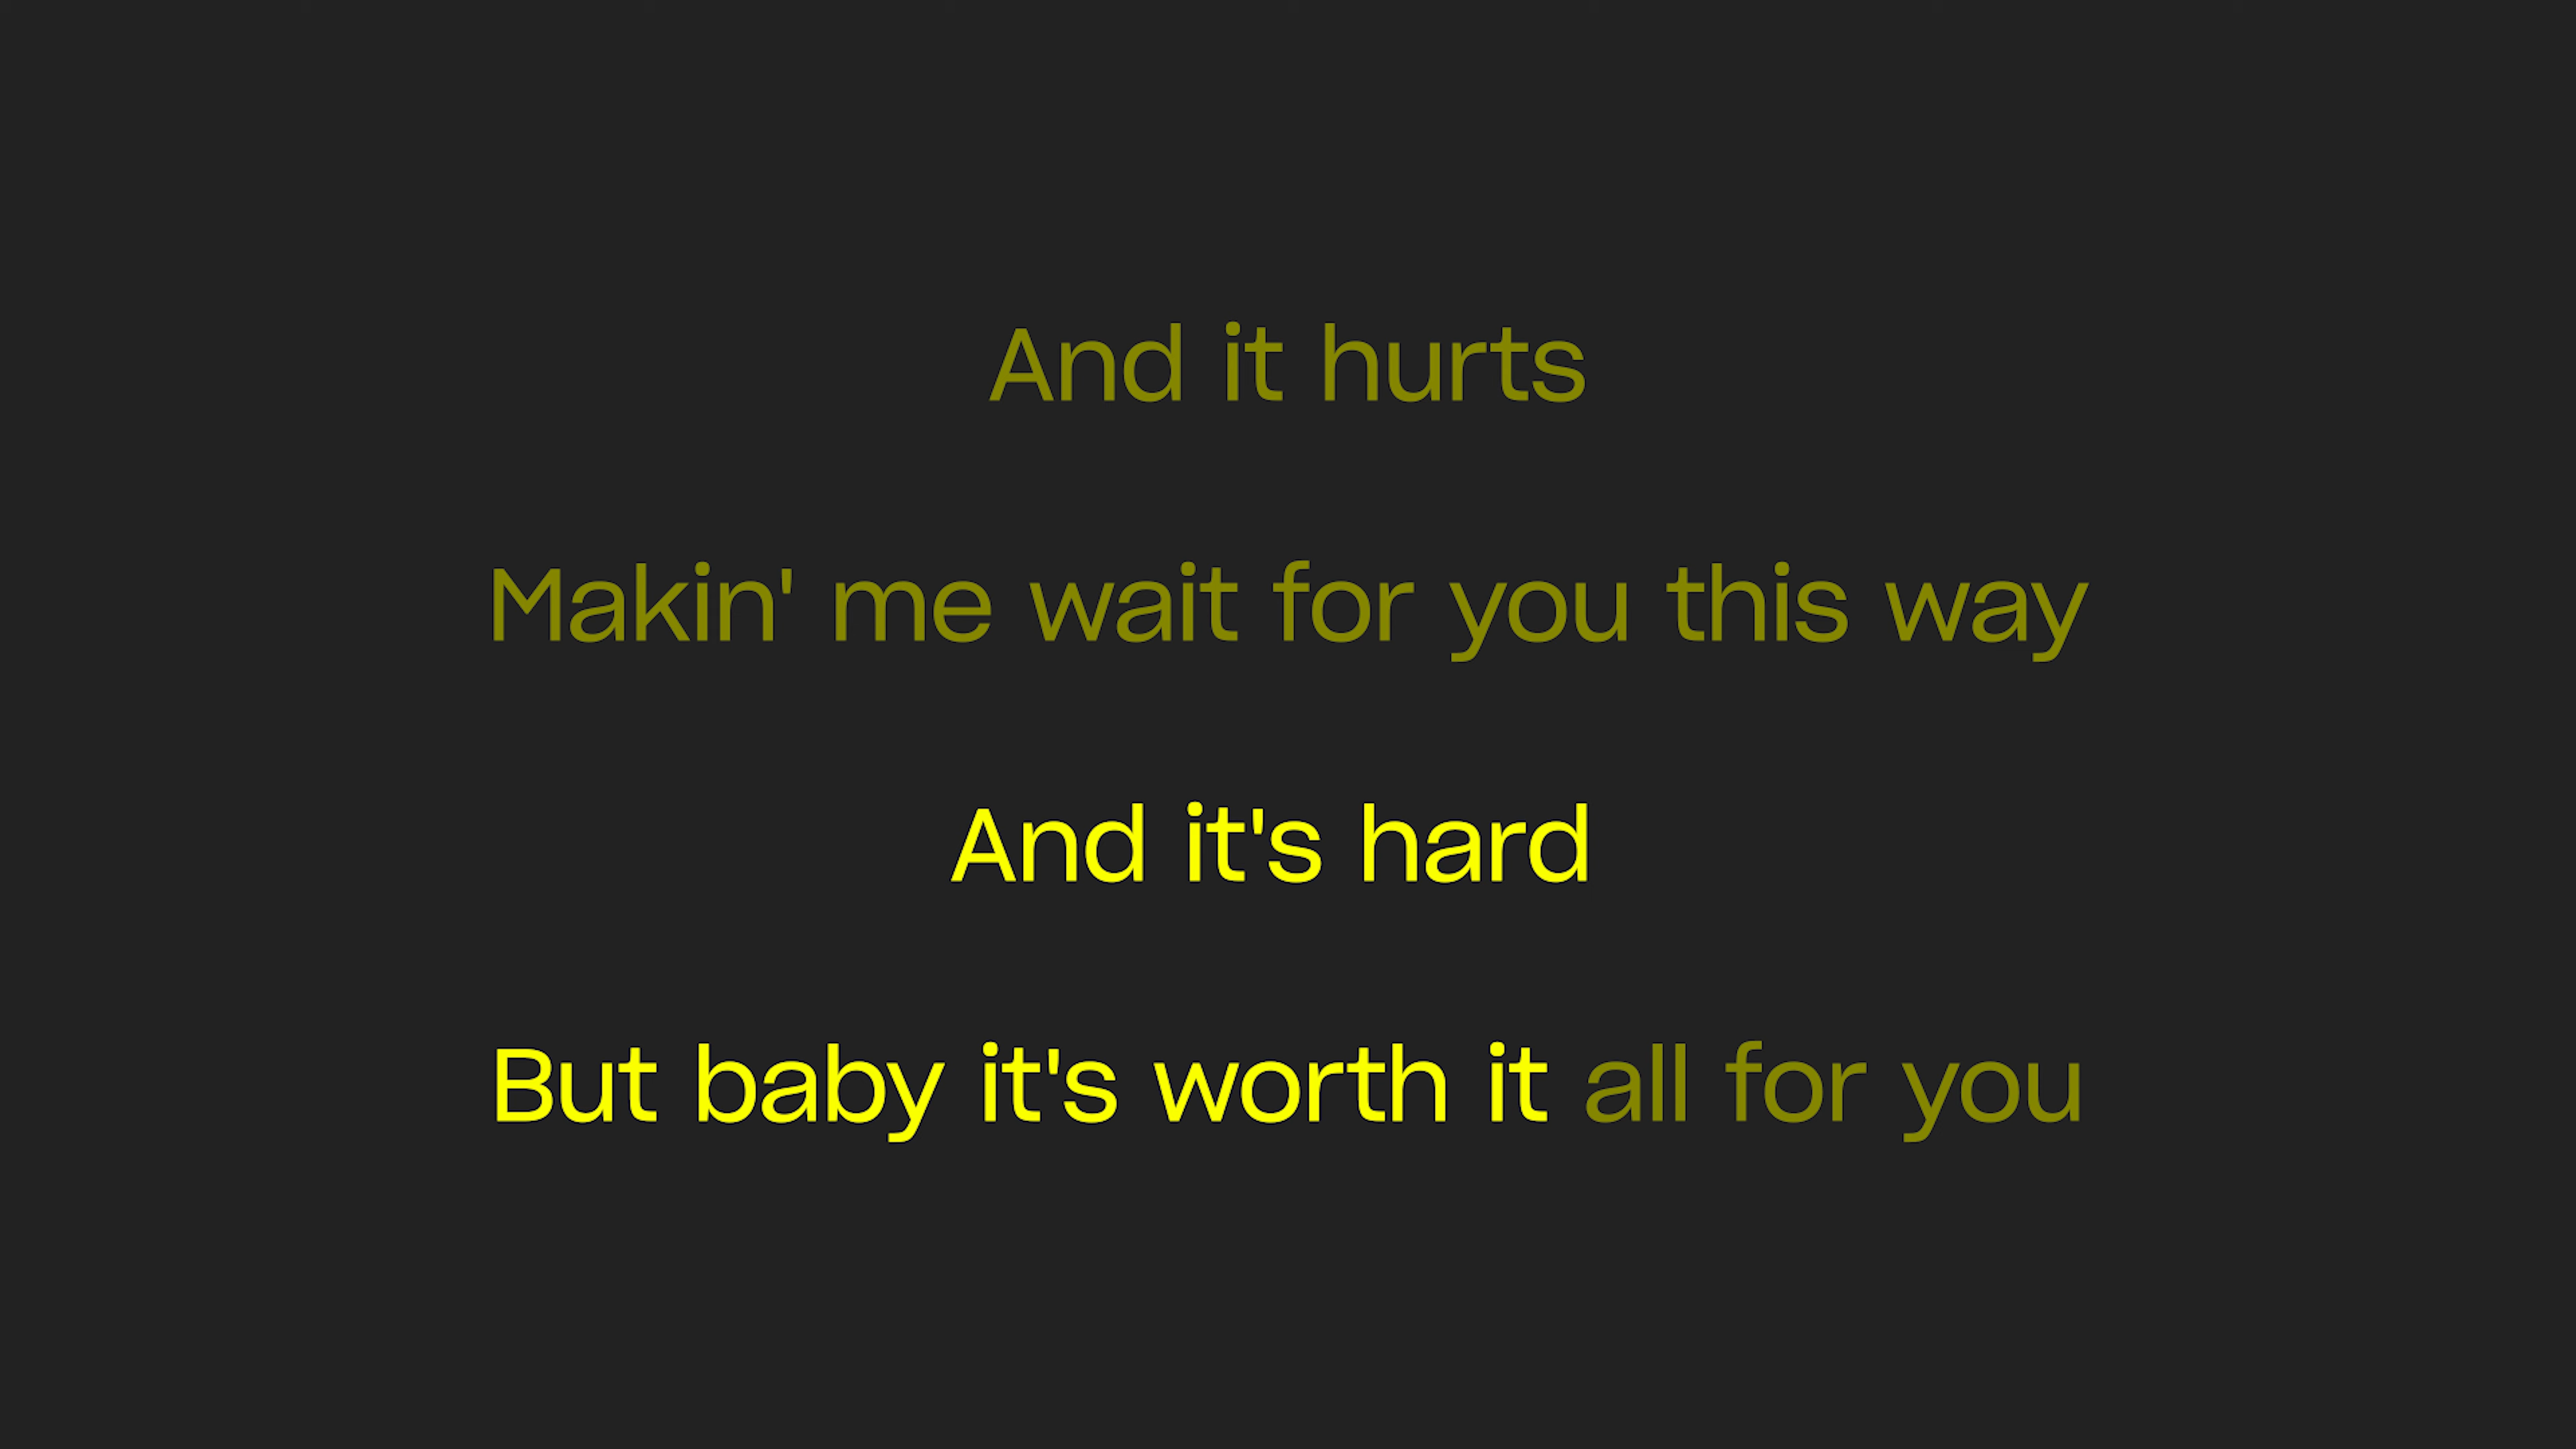 And it hurts
Makin' me wait for you this way
And it's hard
But baby it's worth it all for you